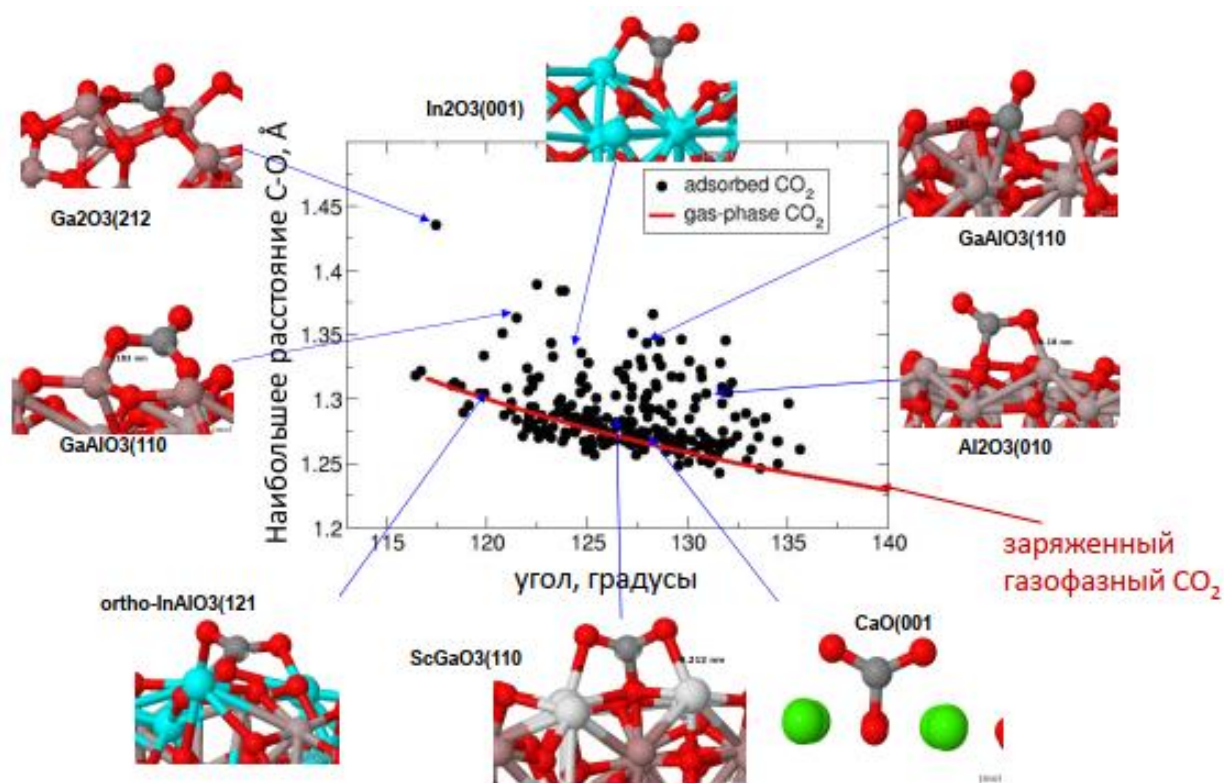 In2O3(001)
Ga2O3(212
GaAlO3(110
GaAlO3(110)
Al2O3(010)
Наибольшее расстояние C-O, Å
1.45
1.4
1.35
1.3
1.25
1.2
adsorbed CO₂
gas-phase CO₂
115
120
125
130
135
140
угол, градусы
заряженный
газофазный CO₂
ortho-InAlO3(121
ScGaO3(110
CaO(001